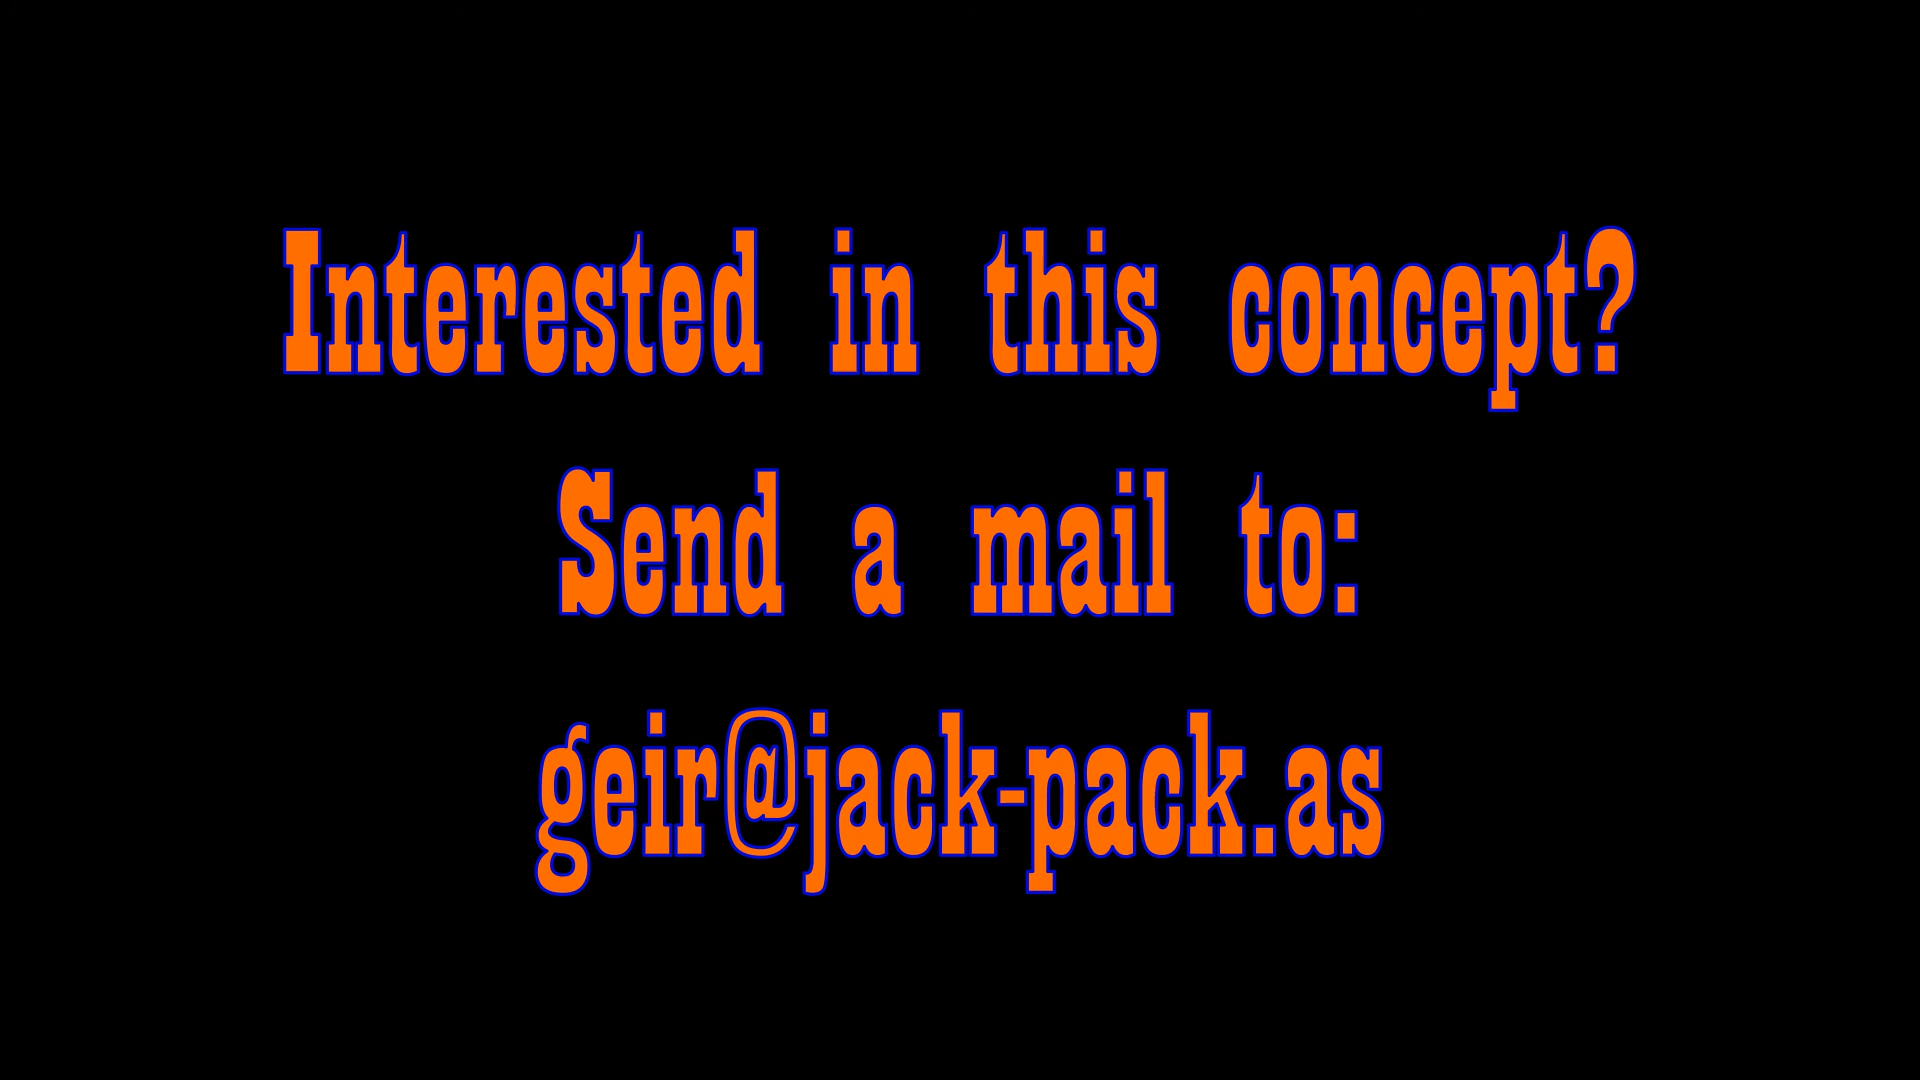 Interested in this concept?
Send a mail to:
geir@jack-pack.as